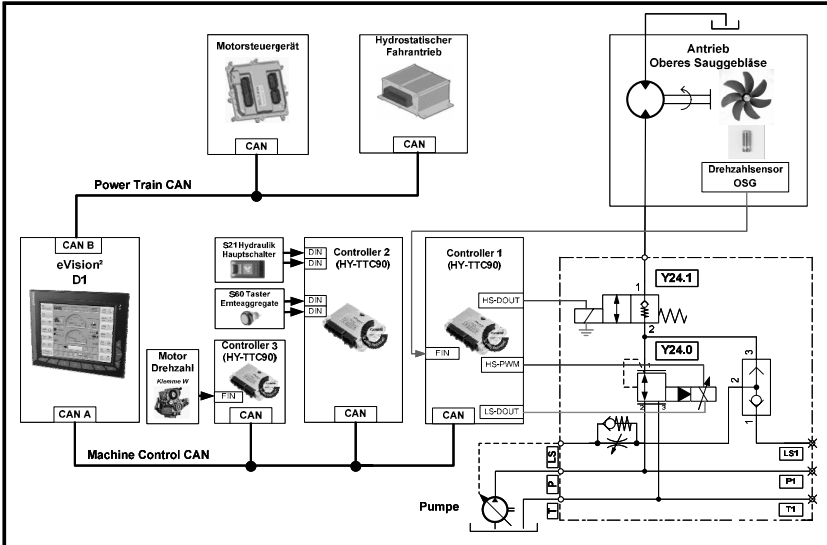 Motorsteuergerät
CAN
Hydrostatischer
Fahrantrieb
CAN
Antrieb
Oberes Sauggebläse
Drehzahlsensor
OSG
Power Train CAN
CAN B
eVision²
D1
CAN A
S21 Hydraulik
Hauptschalter
DIN
DIN
S60 Taster
Ernteaggregate
DIN
DIN
Controller 2
(HY-TTC90)
CAN
Motor
Drehzahl
Klemme W
Controller 3
(HY-TTC90)
FIN
CAN
Controller 1
(HY-TTC90)
HS-DOUT
FIN
HS-PWM
LS-DOUT
CAN
Machine Control CAN
1
Y24.1
2
Y24.0
1
2
3
3
2
1
LS
LS1
P
P1
T
T1
Pumpe